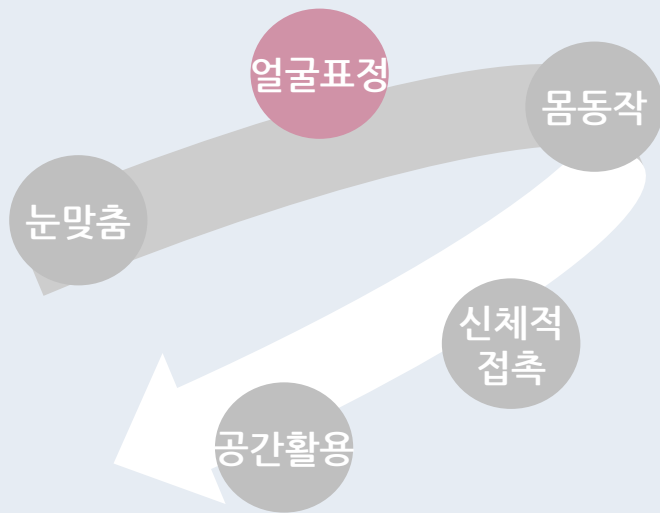 눈맞춤
얼굴표정
몸동작
신체적
접촉
공간활용